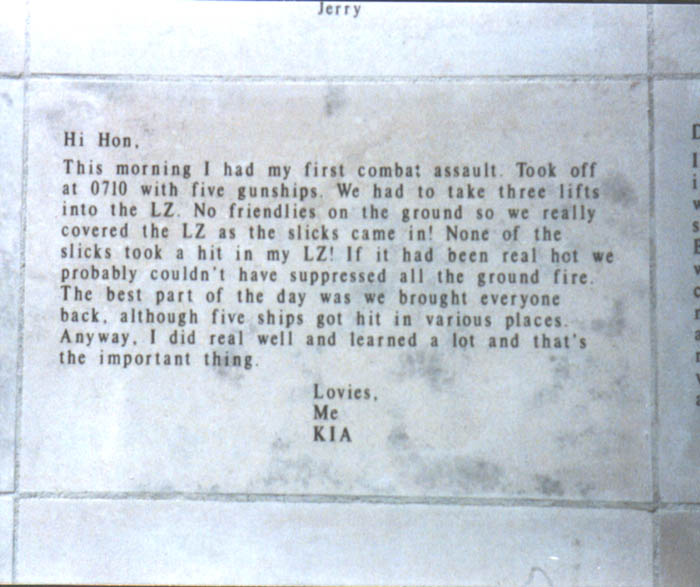 Jerry
Hi Hon,
This morning I had my first combat assault. Took off
at 0710 with five gunships. We had to take three lifts
into the LZ. No friendlies on the ground so we really
covered the LZ as the slicks came in! None of the
slicks took a hit in my LZ! If it had been real hot we
probably couldn't have suppressed all the ground fire.
The best part of the day was we brought everyone
back, although five ships got hit in various places.
Anyway, I did real well and learned a lot and that's
the important thing.
Lovies,
Me
KIA